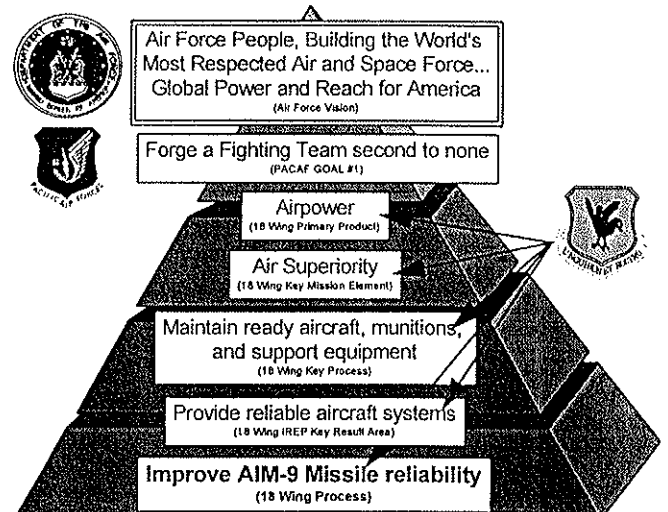 Air Force People, Building the World's
Most Respected Air and Space Force...
Global Power and Reach for America
(Air Force Vision)
Forge a Fighting Team second to none
(PACAF GOAL #1)
PACIFIC AIR FORCES
Airpower
(18 Wing Primary Product)
Air Superiority
(18 Wing Key Mission Element)
Maintain ready aircraft, munitions,
and support equipment
(18 Wing Key Process)
Provide reliable aircraft systems
(18 Wing IREP Key Result Area)
Improve AIM-9 Missile reliability
(18 Wing Process)